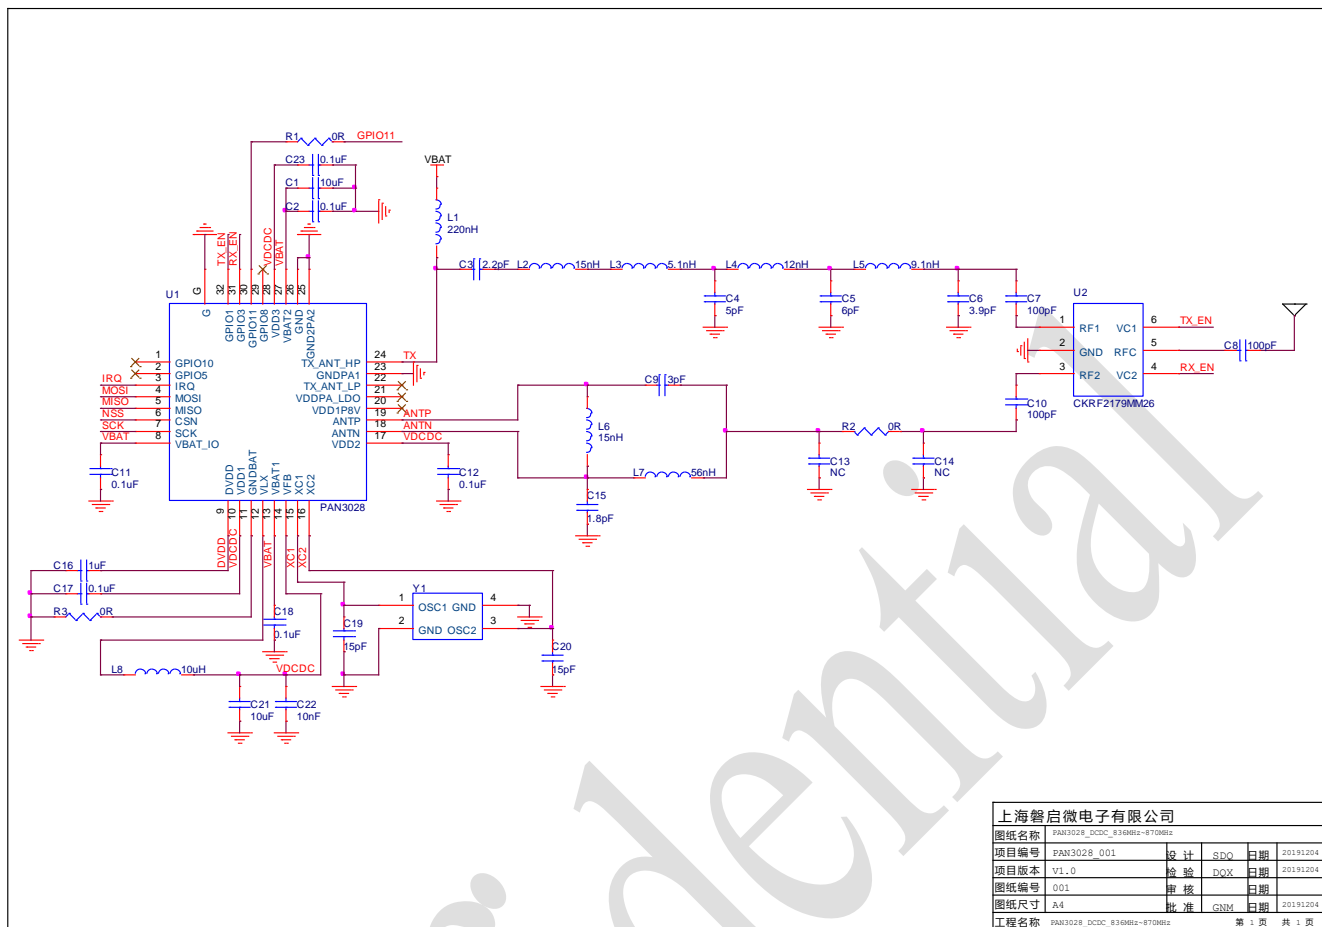 R1 0R GPIO11
C23 0.1uF
C1 10uF
C2 0.1uF
VBAT
L1
220nH
C3 2.2pF L2 15nH L3 5.1nH L4 12nH L5 9.1nH
C4
5pF
C5
6pF
C6
3.9pF
C7
100pF
U2
1 RF1 VC1 6 TX_EN
2 GND RFC 5
3 RF2 VC2 4 RX_EN
CKRF2179MM26
C8 100pF
C10
100pF
TX_EN
RX_EN
VDCDC
VBAT
U1
G
32
31
30
29
28
27
26
25
G
GPIO1
GPIO3
GPIO11
GPIO8
VDD3
VBAT2
GND
GND2PA2
1 GPIO10
2 GPIO5
IRQ 3 IRQ
MOSI 4 MOSI
MISO 5 MISO
NSS 6 CSN
SCK 7 SCK
VBAT 8 VBAT_IO
TX_ANT_HP 24 TX
GNDPA1 23
TX_ANT_LP 22
VDDPA_LDO 21
VDD1P8V 20
ANTP 19 ANTP
ANTN 18 ANTN
VDD2 17 VDCDC
DVDD
VDD1
GNDBAT
VLX
VBAT1
VFB
XC1
XC2
PAN3028
9
10
11
12
13
14
15
16
DVDD
VDCDC
VBAT
XC1
XC2
C11
0.1uF
C12
0.1uF
C9 3pF
L6
15nH
L7 56nH
C15
1.8pF
R2 0R
C13
NC
C14
NC
C16 1uF
C17 0.1uF
R3 0R
C18
0.1uF
L8 10uH VDCDC
C21
10uF
C22
10nF
C19
15pF
Y1
1 OSC1 GND 4
2 GND OSC2 3
C20
15pF
dential
上海磐启微电子有限公司
图纸名称 PAN3028_DCDC_836MHz~870MHz
项目编号 PAN3028_001 设 计 SDQ 日期 20191204
项目版本 V1.0 检 验 DQX 日期 20191204
图纸编号 001 审 核 日期
图纸尺寸 A4 批 准 GNM 日期 20191204
工程名称 PAN3028_DCDC_836MHz~870MHz 第 1 页 共 1 页